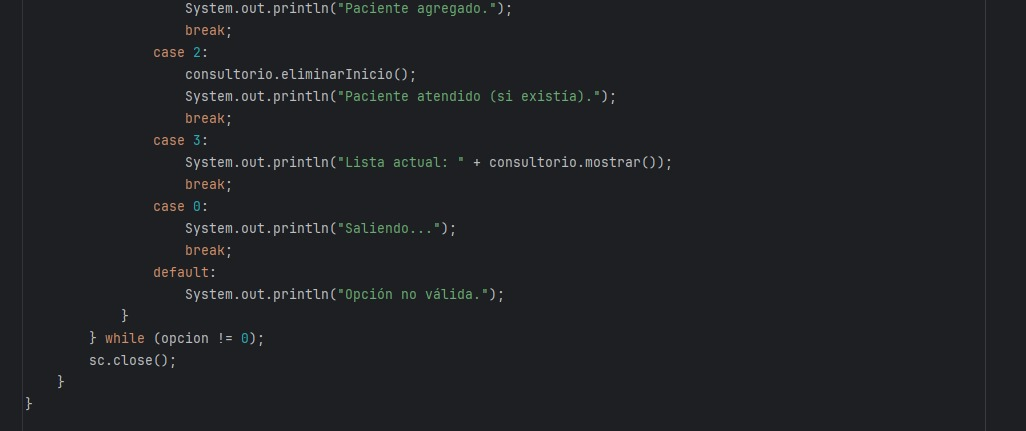 System.out.println("Paciente agregado.");
break;
case 2:
consultorio.eliminarInicio();
System.out.println("Paciente atendido (si existía).");
break;
case 3:
System.out.println("Lista actual: " + consultorio.mostrar());
break;
case 0:
System.out.println("Saliendo...");
break;
default:
System.out.println("Opción no válida.");
}
} while (opcion != 0);
sc.close();
}
}